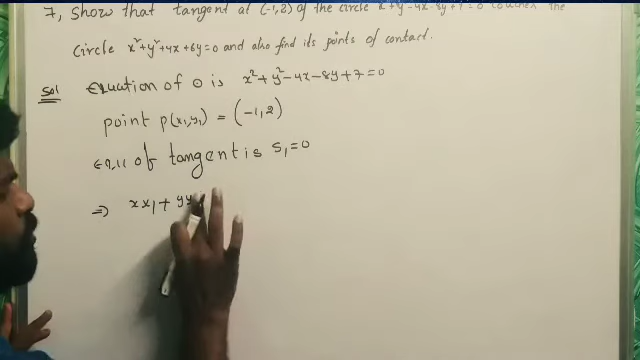 7, Show that tangent at (-1,2) of the circle x²+y²-4x-8y+7=0 touches the
Circle x²+y²+4x+6y=0 and also find its points of contact.
Sol Equation of ⊙ is x²+y²-4x-8y+7=0
point p(x₁,y₁) = (-1,2)
of tangent is S₁=0
⇒ xx₁+yy